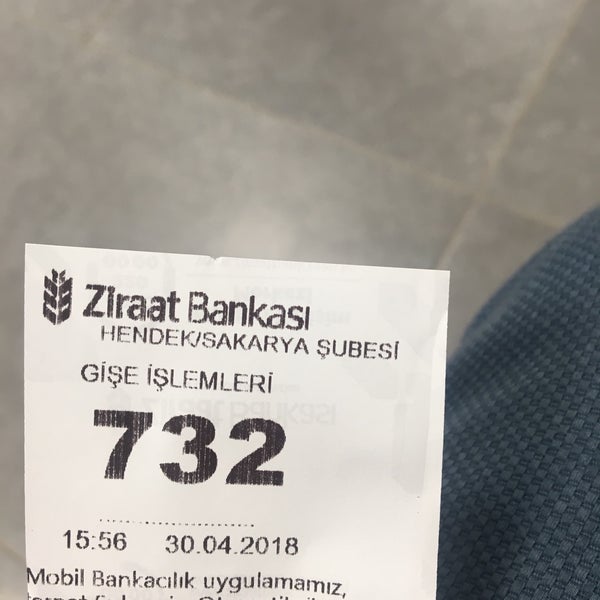 Ziraat Bankası
HENDEK/SAKARYA ŞUBESİ
GİŞE İŞLEMLERİ
732
15:56 30.04.2018
Mobil Bankacılık uygulamamız,